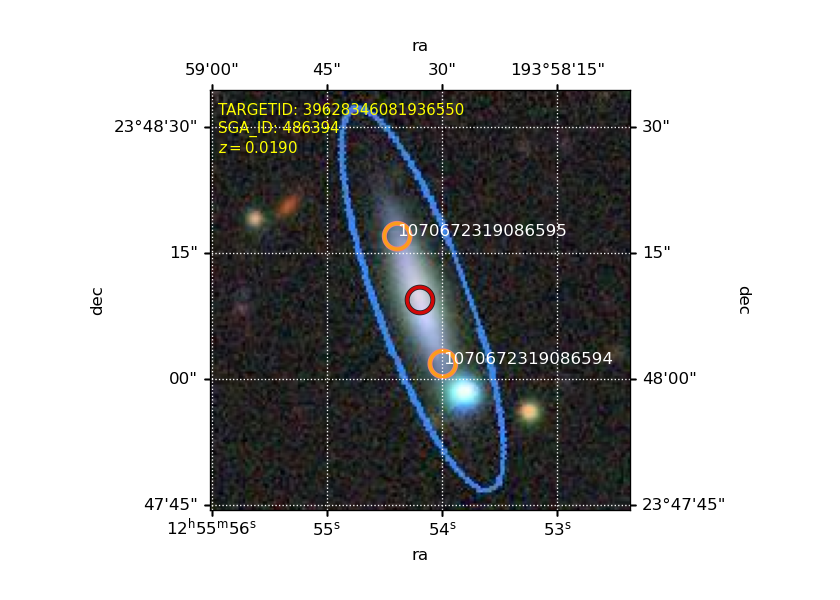 ra
59'00" 45" 30" 193°58'15"
TARGETID: 39628346081936550
SGA_ID: 486394
z = 0.0190
23°48'30" 30"
1070672319086595
15" 15"
dec dec
1070672319086594
00" 48'00"
47'45" 23°47'45"
12h55m56s 55s 54s 53s
ra